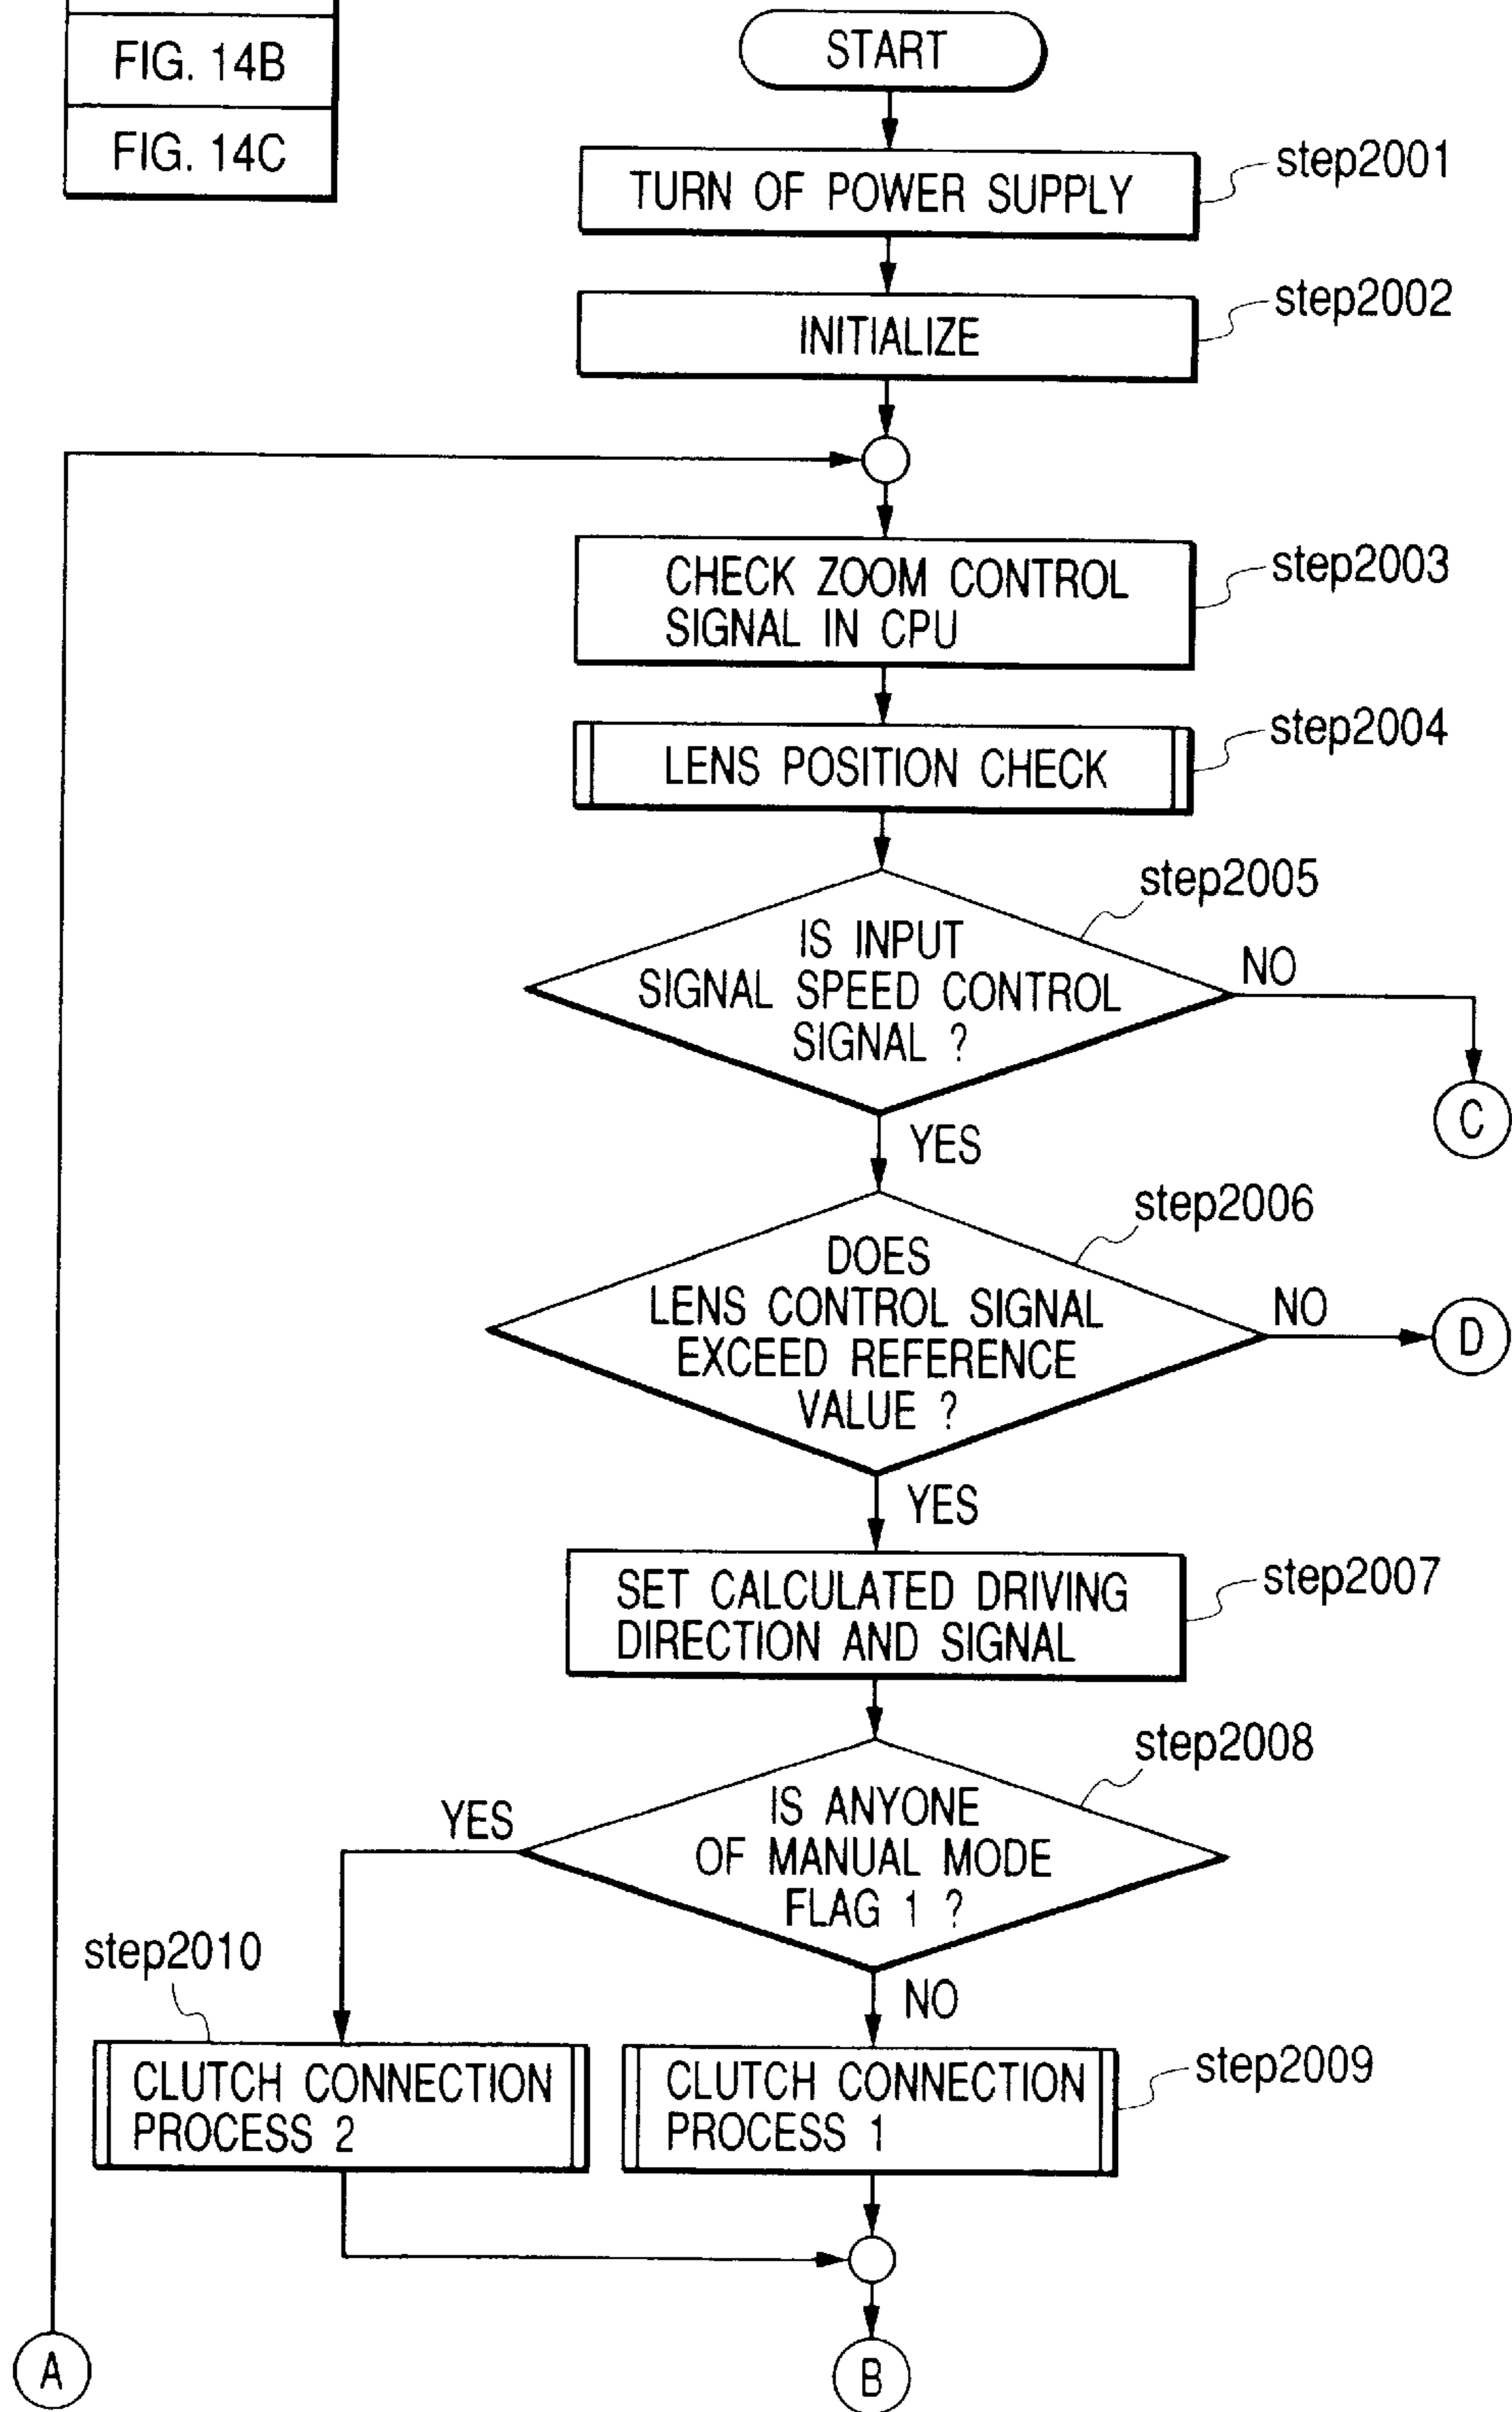 FIG. 14B
FIG. 14C
START
TURN OF POWER SUPPLY
step2001
INITIALIZE
step2002
CHECK ZOOM CONTROL
SIGNAL IN CPU
step2003
LENS POSITION CHECK
step2004
IS INPUT
SIGNAL SPEED CONTROL
SIGNAL ?
step2005
NO
C
YES
DOES
LENS CONTROL SIGNAL
EXCEED REFERENCE
VALUE ?
step2006
NO
D
YES
SET CALCULATED DRIVING
DIRECTION AND SIGNAL
step2007
IS ANYONE
OF MANUAL MODE
FLAG 1 ?
step2008
YES
NO
step2010
CLUTCH CONNECTION
PROCESS 2
CLUTCH CONNECTION
PROCESS 1
step2009
A
B